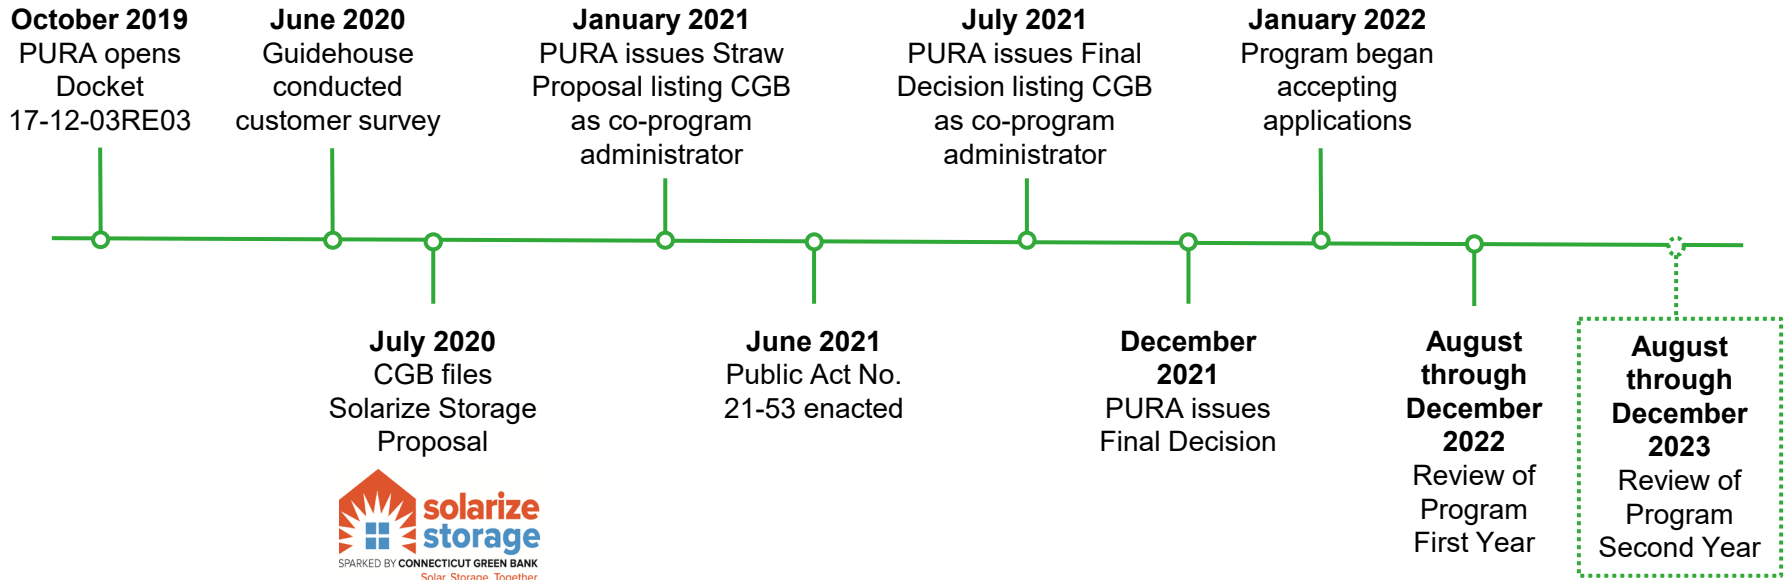 October 2019
PURA opens
Docket
17-12-03RE03
June 2020
Guidehouse
conducted
customer survey
January 2021
PURA issues Straw
Proposal listing CGB
as co-program
administrator
July 2021
PURA issues Final
Decision listing CGB
as co-program
administrator
January 2022
Program began
accepting
applications
July 2020
CGB files
Solarize Storage
Proposal
solarize
storage
SPARKED BY CONNECTICUT GREEN BANK
Solar. Storage. Together.
June 2021
Public Act No.
21-53 enacted
December
2021
PURA issues
Final Decision
August
through
December
2022
Review of
Program
First Year
August
through
December
2023
Review of
Program
Second Year